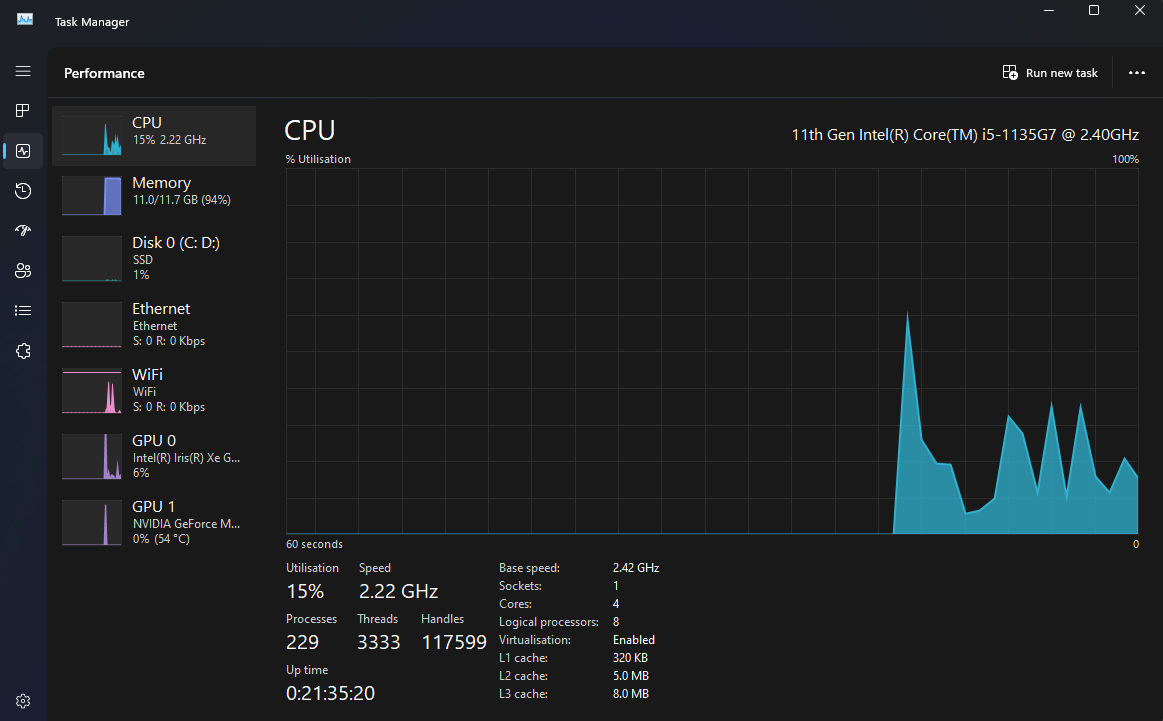 Task Manager
Performance
Run new task
CPU
15% 2.22 GHz
Memory
11.0/11.7 GB (94%)
Disk 0 (C: D:)
SSD
1%
Ethernet
Ethernet
S: 0 R: 0 Kbps
WiFi
WiFi
S: 0 R: 0 Kbps
GPU 0
Intel(R) Iris(R) Xe G...
6%
GPU 1
NVIDIA GeForce M...
0% (54 °C)
CPU
11th Gen Intel(R) Core(TM) i5-1135G7 @ 2.40GHz
% Utilisation
100%
60 seconds
0
Utilisation Speed
15% 2.22 GHz
Processes Threads Handles
229 3333 117599
Up time
0:21:35:20
Base speed: 2.42 GHz
Sockets: 1
Cores: 4
Logical processors: 8
Virtualisation: Enabled
L1 cache: 320 KB
L2 cache: 5.0 MB
L3 cache: 8.0 MB